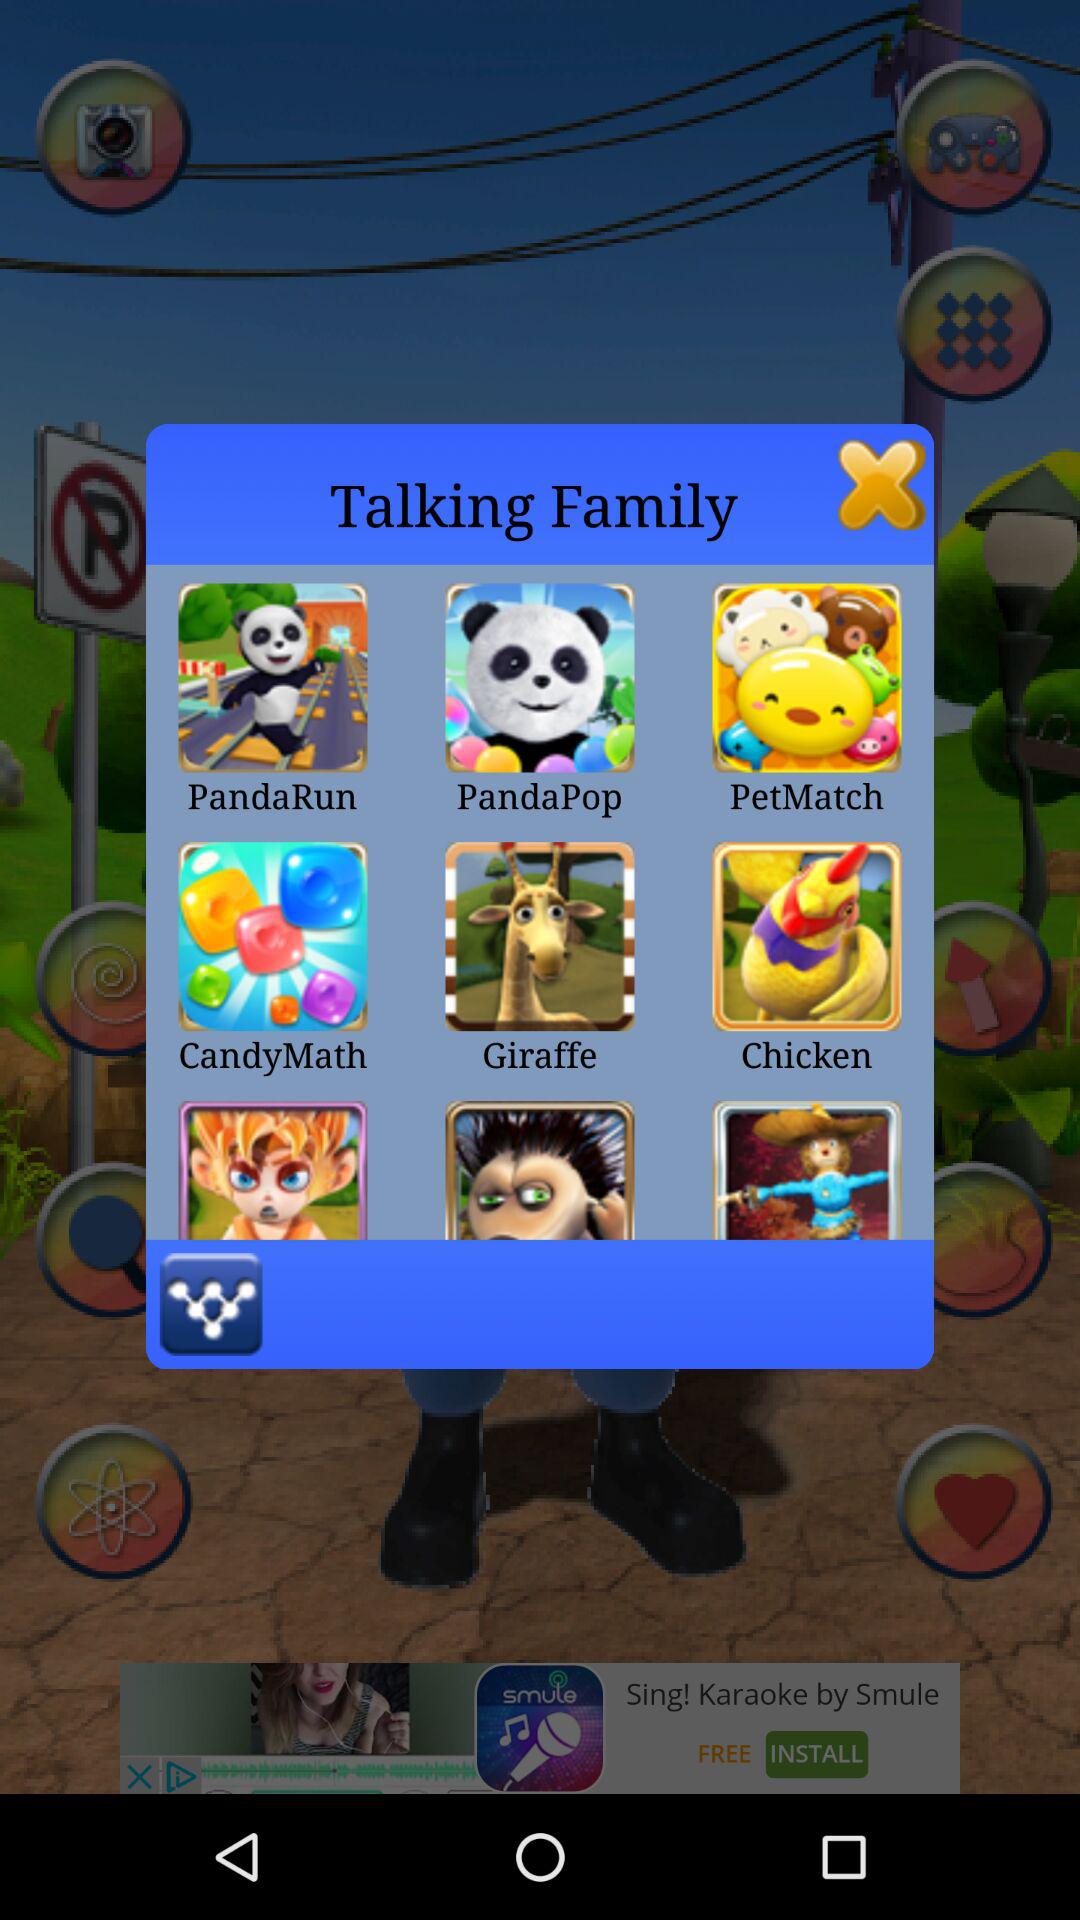 P
Talking Family
PandaRun PandaPop PetMatch
CandyMath Giraffe Chicken
smule
Sing! Karaoke by Smule
FREE INSTALL